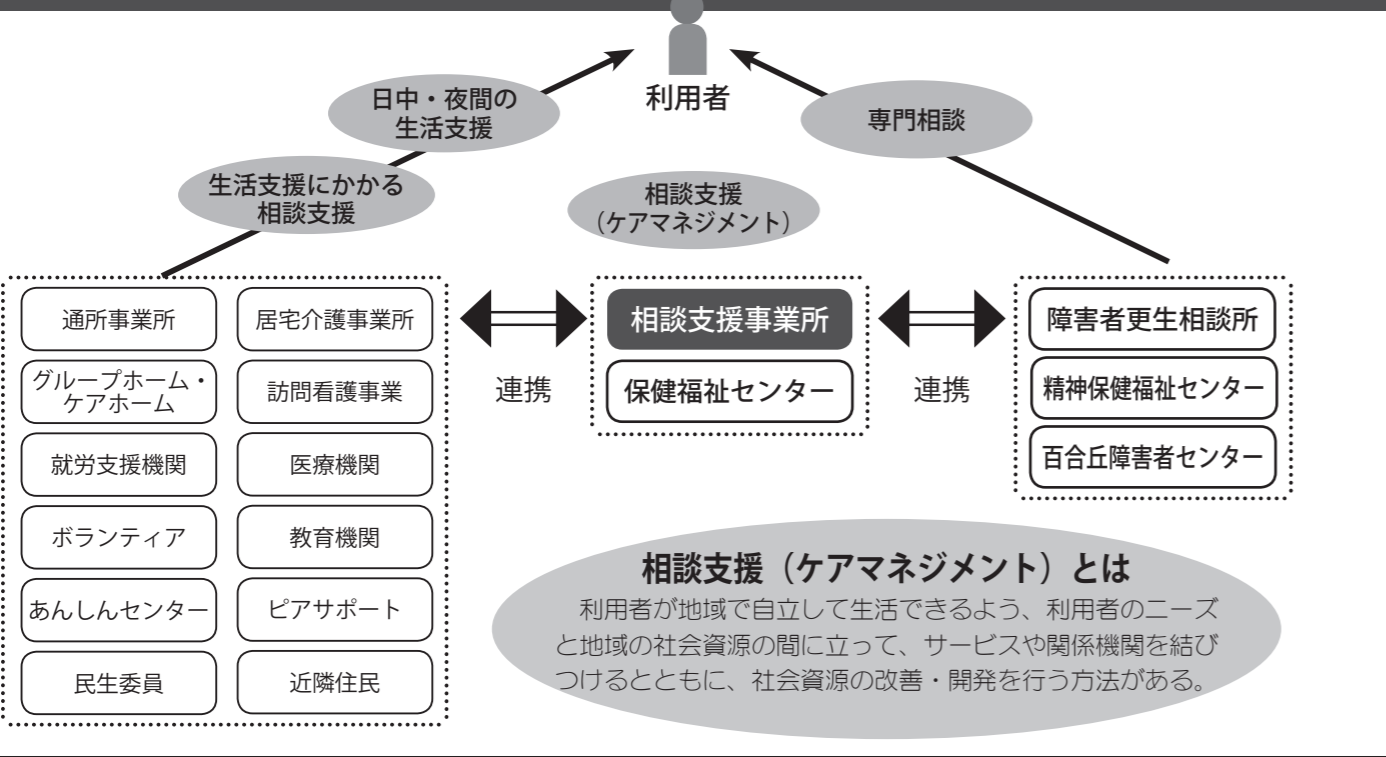 利用者
日中・夜間の
生活支援
専門相談
生活支援にかかる
相談支援
相談支援
(ケアマネジメント)
通所事業所
居宅介護事業所
グループホーム・
ケアホーム
訪問看護事業
就労支援機関
医療機関
ボランティア
教育機関
あんしんセンター
ピアサポート
民生委員
近隣住民
連携
相談支援事業所
保健福祉センター
連携
障害者更生相談所
精神保健福祉センター
百合丘障害者センター
相談支援（ケアマネジメント）とは
利用者が地域で自立して生活できるよう、利用者のニーズ
と地域の社会資源の間に立って、サービスや関係機関を結び
つけるとともに、社会資源の改善・開発を行う方法がある。